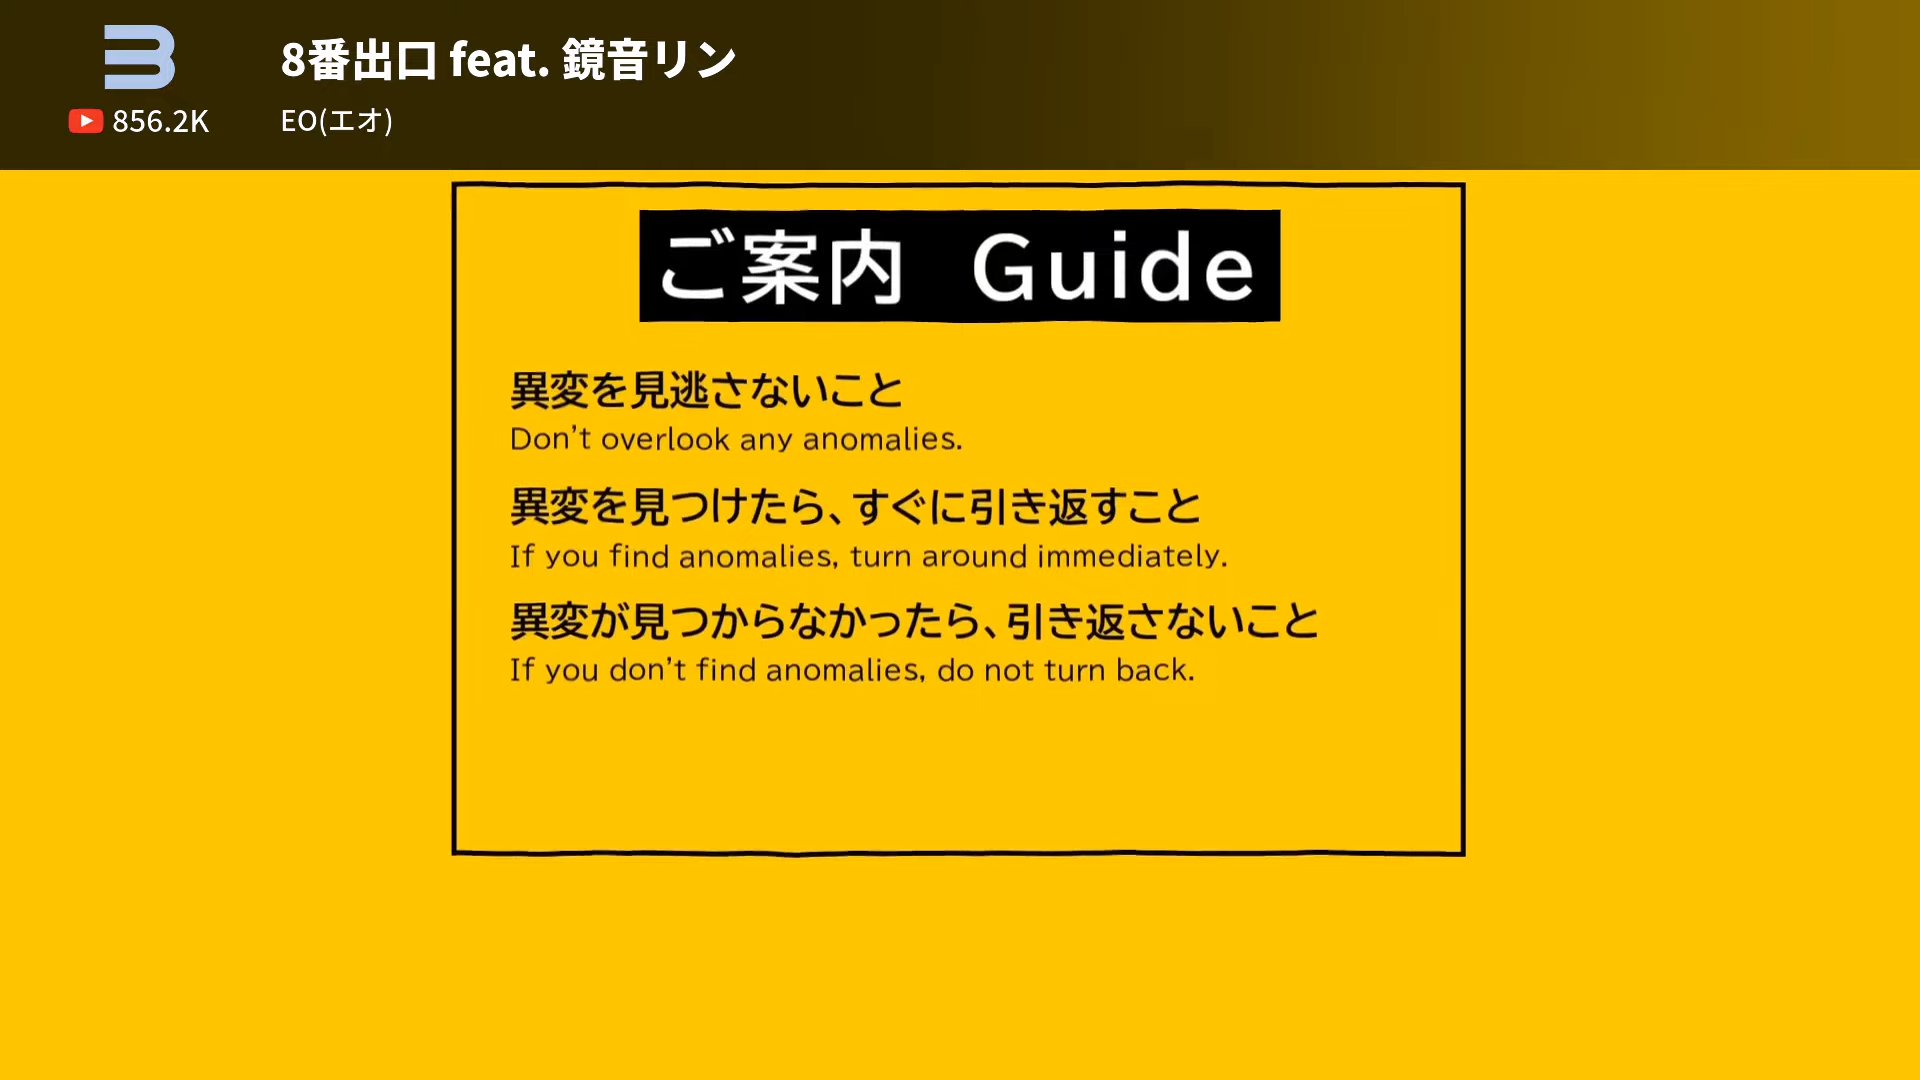 8番出口 feat. 鏡音リン
856.2K
EO(エオ)
ご案内 Guide
異変を見逃さないこと
Don't overlook any anomalies.
異変を見つけたら、すぐに引き返すこと
If you find anomalies, turn around immediately.
異変が見つからなかったら、引き返さないこと
If you don't find anomalies, do not turn back.